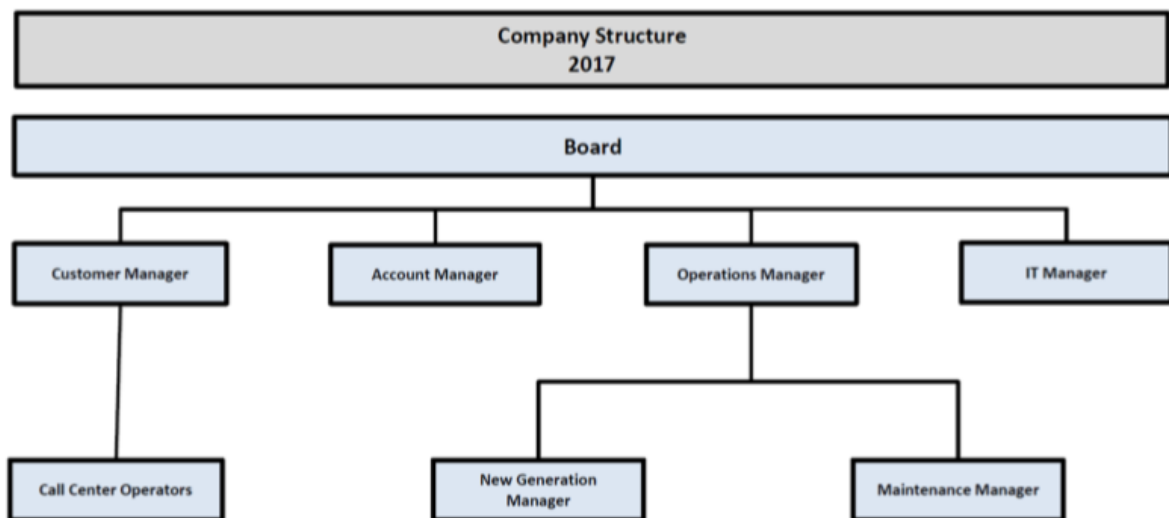 Company Structure
2017
Board
Customer Manager
Account Manager
Operations Manager
IT Manager
Call Center Operators
New Generation
Manager
Maintenance Manager